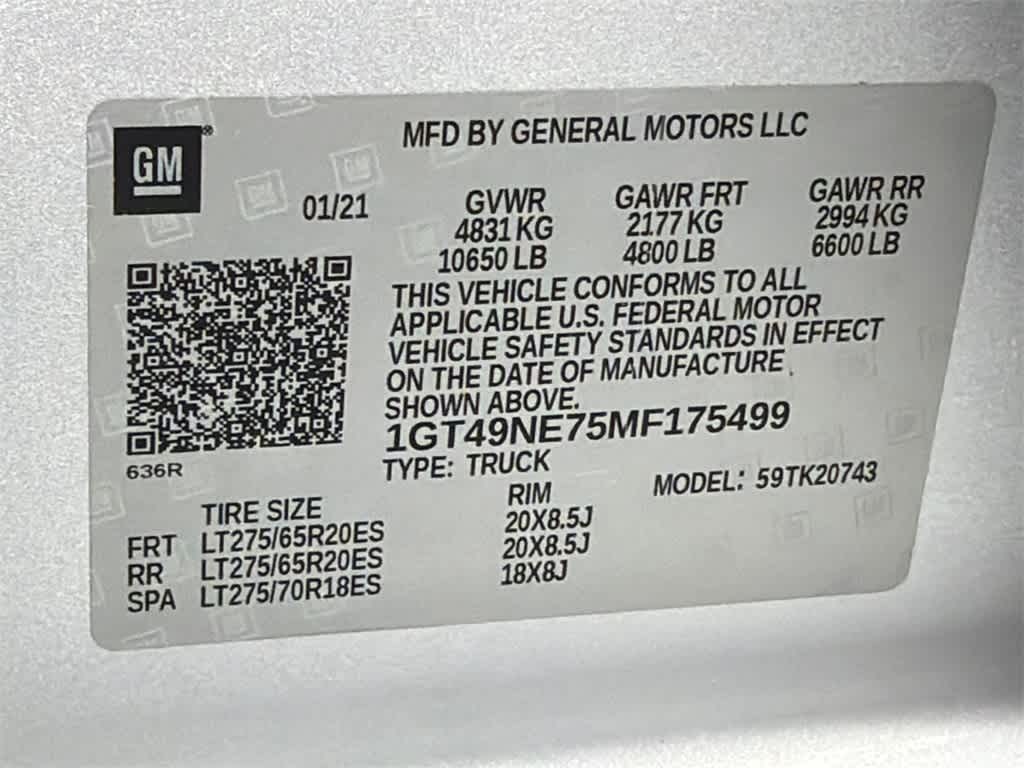 GM®
MFD BY GENERAL MOTORS LLC
01/21
GVWR GAWR FRT GAWR RR
4831 KG 2177 KG 2994 KG
10650 LB 4800 LB 6600 LB
THIS VEHICLE CONFORMS TO ALL
APPLICABLE U.S. FEDERAL MOTOR
VEHICLE SAFETY STANDARDS IN EFFECT
ON THE DATE OF MANUFACTURE
SHOWN ABOVE.
1GT49NE75MF175499
636R
TYPE: TRUCK MODEL: 59TK20743
TIRE SIZE RIM
FRT LT275/65R20ES 20X8.5J
RR LT275/65R20ES 20X8.5J
SPA LT275/70R18ES 18X8J